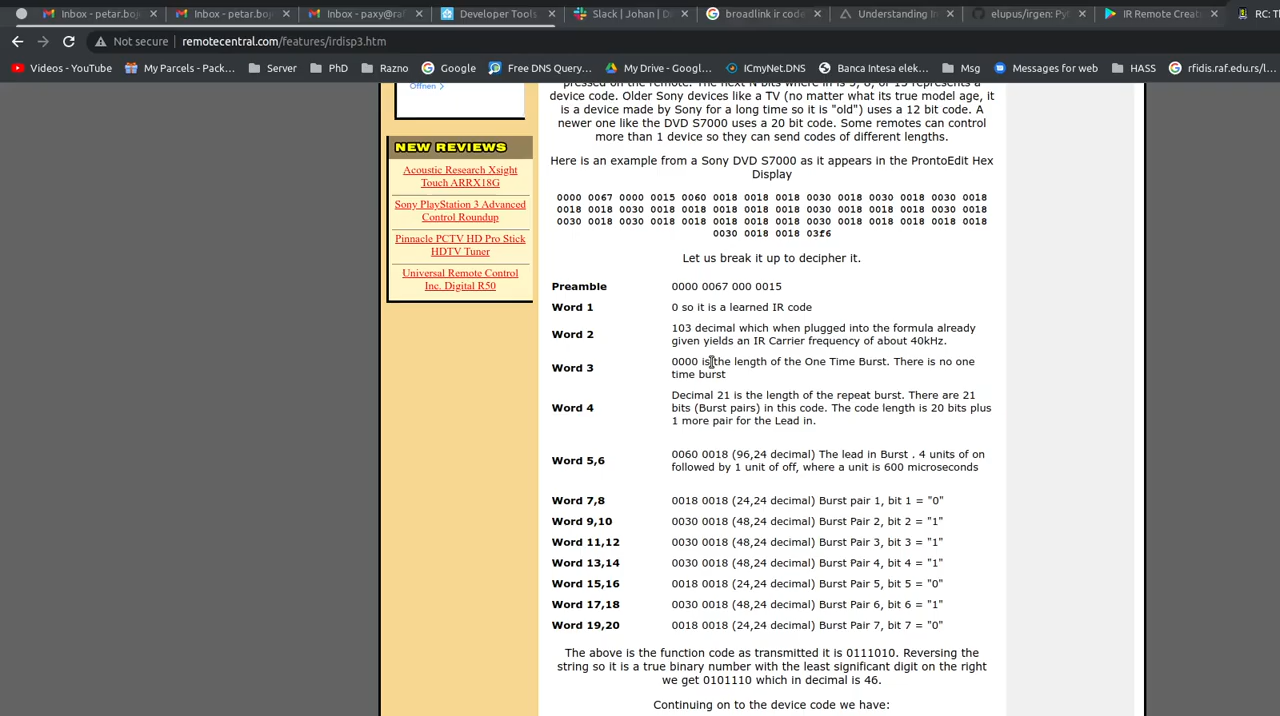 Inbox - petar.boj
Inbox - petar.boj
Inbox - paxy@raf
Developer Tools
Slack | Johan | D
broadlink ir code
Understanding In
elupus/irgen: Pyt
IR Remote Creat
RC: Th
Not secure | remotecentral.com/features/irdisp3.htm
Videos - YouTube
My Parcels - Pack...
Server
PhD
Razno
Google
Free DNS Query...
My Drive - Googl...
ICmyNet.DNS
Banca Intesa elek...
Msg
Messages for web
HASS
rfidis.raf.edu.rs/l...
Öffnen >
NEW REVIEWS
Acoustic Research Xsight
Touch ARRX18G
Sony PlayStation 3 Advanced
Control Roundup
Pinnacle PCTV HD Pro Stick
HDTV Tuner
Universal Remote Control
Inc. Digital R50
device code. Older Sony devices like a TV (no matter what its true model age, it
is a device made by Sony for a long time so it is "old") uses a 12 bit code. A
newer one like the DVD S7000 uses a 20 bit code. Some remotes can control
more than 1 device so they can send codes of different lengths.
Here is an example from a Sony DVD S7000 as it appears in the ProntoEdit Hex
Display
0000 0067 0000 0015 0060 0018 0018 0018 0030 0018 0030 0018 0030 0018
0018 0018 0030 0018 0018 0018 0018 0018 0030 0018 0018 0018 0030 0018
0030 0018 0030 0018 0018 0018 0018 0018 0030 0018 0018 0018 0018 0018
0030 0018 0018 03f6
Let us break it up to decipher it.
Preamble 0000 0067 000 0015
Word 1 0 so it is a learned IR code
Word 2 103 decimal which when plugged into the formula already
given yields an IR Carrier frequency of about 40kHz.
Word 3 0000 is the length of the One Time Burst. There is no one
time burst
Word 4 Decimal 21 is the length of the repeat burst. There are 21
bits (Burst pairs) in this code. The code length is 20 bits plus
1 more pair for the Lead in.
Word 5,6 0060 0018 (96,24 decimal) The lead in Burst . 4 units of on
followed by 1 unit of off, where a unit is 600 microseconds
Word 7,8 0018 0018 (24,24 decimal) Burst pair 1, bit 1 = "0"
Word 9,10 0030 0018 (48,24 decimal) Burst Pair 2, bit 2 = "1"
Word 11,12 0030 0018 (48,24 decimal) Burst Pair 3, bit 3 = "1"
Word 13,14 0030 0018 (48,24 decimal) Burst Pair 4, bit 4 = "1"
Word 15,16 0018 0018 (24,24 decimal) Burst Pair 5, bit 5 = "0"
Word 17,18 0030 0018 (48,24 decimal) Burst Pair 6, bit 6 = "1"
Word 19,20 0018 0018 (24,24 decimal) Burst Pair 7, bit 7 = "0"
The above is the function code as transmitted it is 0111010. Reversing the
string so it is a true binary number with the least significant digit on the right
we get 0101110 which in decimal is 46.
Continuing on to the device code we have: